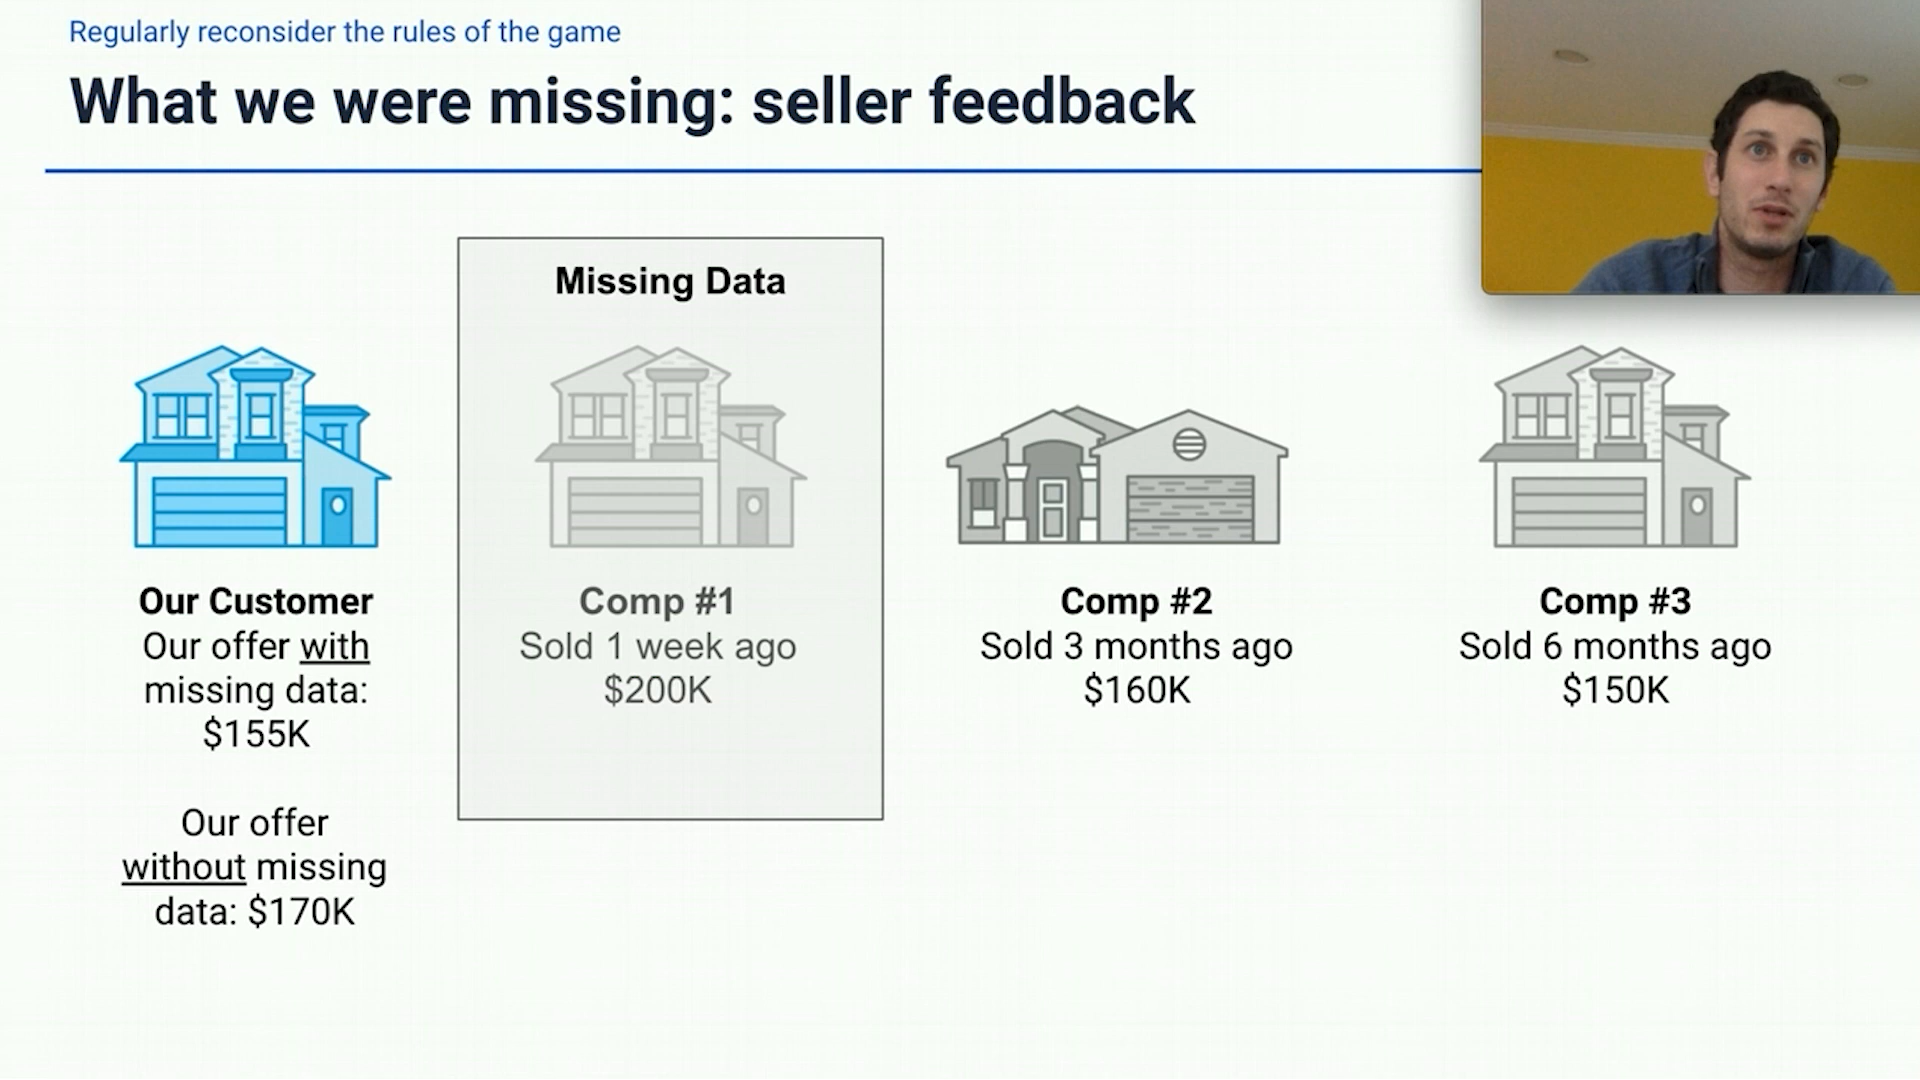 Regularly reconsider the rules of the game
What we were missing: seller feedback
Missing Data
Our Customer
Our offer with
missing data:
$155K
Our offer
without missing
data: $170K
Comp #1
Sold 1 week ago
$200K
Comp #2
Sold 3 months ago
$160K
Comp #3
Sold 6 months ago
$150K